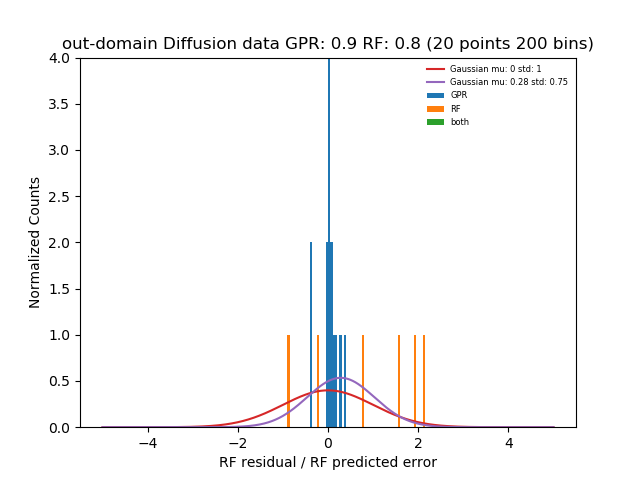 out-domain Diffusion data GPR: 0.9 RF: 0.8 (20 points 200 bins)
4.0
3.5
3.0
2.5
2.0
1.5
1.0
0.5
0.0
Normalized Counts
Gaussian mu: 0 std: 1
Gaussian mu: 0.28 std: 0.75
GPR
RF
both
−4 −2 0 2 4
RF residual / RF predicted error